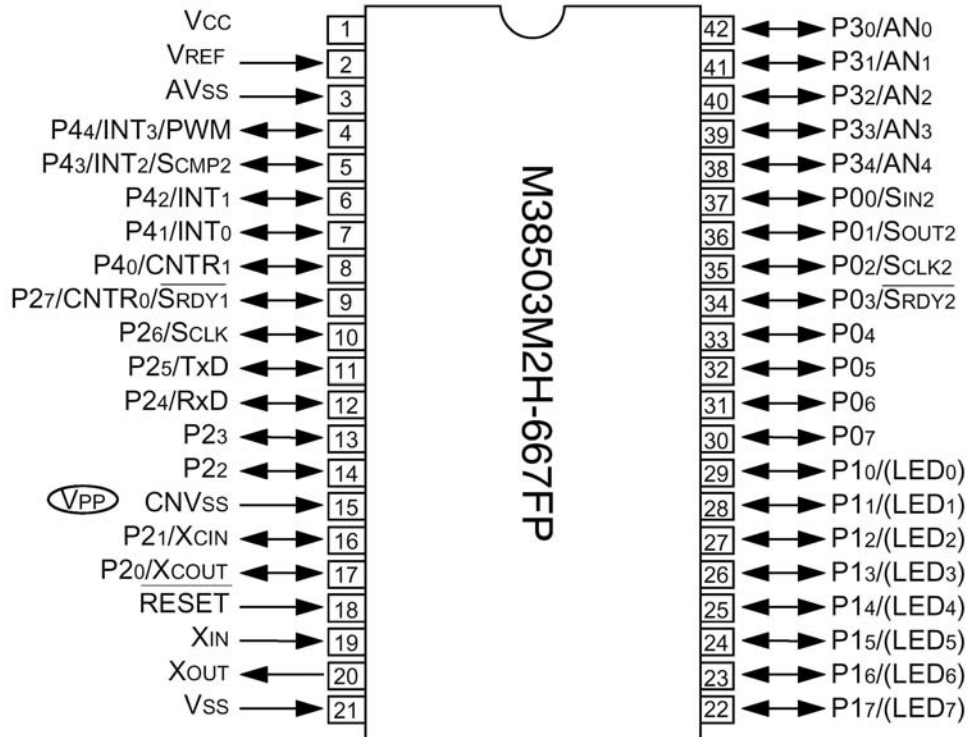 VCC 1
VREF 2
AVSS 3
P44/INT3/PWM 4
P43/INT2/SCMP2 5
P42/INT1 6
P41/INT0 7
P40/CNTR1 8
P27/CNTR0/SRDY1 9
P26/SCLK 10
P25/TxD 11
P24/RxD 12
P23 13
P22 14
VPP CNVSS 15
P21/XCIN 16
P20/XCOUT 17
RESET 18
XIN 19
XOUT 20
VSS 21
M38503M2H-667FP
42 P30/AN0
41 P31/AN1
40 P32/AN2
39 P33/AN3
38 P34/AN4
37 P00/SIN2
36 P01/SOUT2
35 P02/SCLK2
34 P03/SRDY2
33 P04
32 P05
31 P06
30 P07
29 P10/(LED0)
28 P11/(LED1)
27 P12/(LED2)
26 P13/(LED3)
25 P14/(LED4)
24 P15/(LED5)
23 P16/(LED6)
22 P17/(LED7)